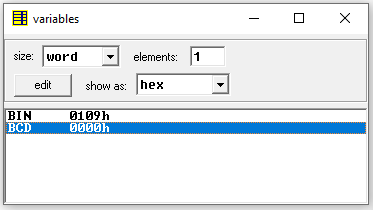 variables
size: word elements: 1
edit show as: hex
BIN 0109h
BCD 0000h